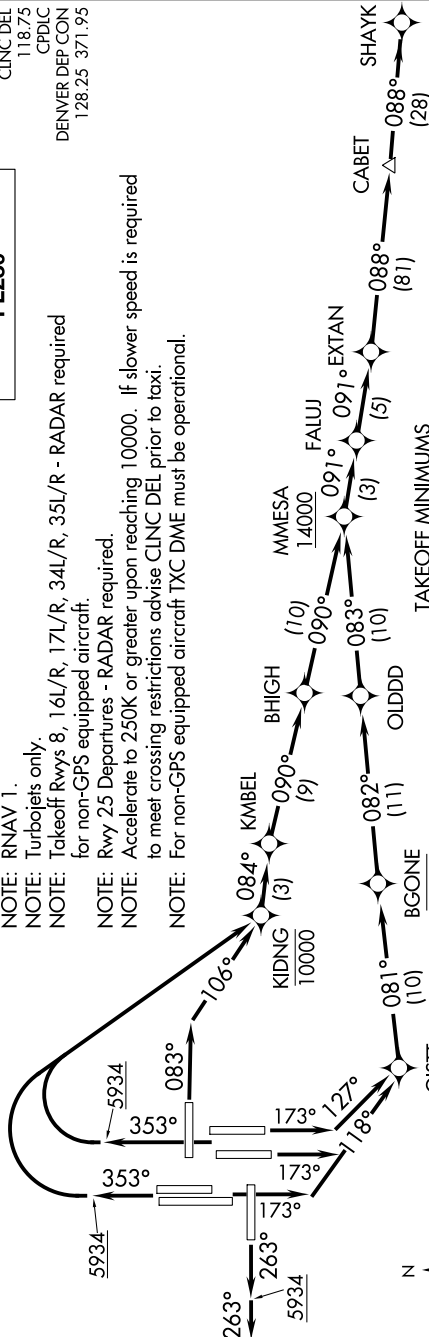 CLNC DEL
118.75
CPDLC
DENVER DEP CON
128.25 371.95
NOTE: RNAV 1.
NOTE: Turbojets only.
NOTE: Takeoff Rwys 8, 16L/R, 17L/R, 34L/R, 35L/R - RADAR required
for non-GPS equipped aircraft.
NOTE: Rwy 25 Departures - RADAR required.
NOTE: Accelerate to 250K or greater upon reaching 10000. If slower speed is required
to meet crossing restrictions advise CLNC DEL prior to taxi.
NOTE: For non-GPS equipped aircraft TXC DME must be operational.
5934
353°
5934
353°
083°
106°
KIDNG
10000
084°
(3)
KMBEL
090°
(9)
BHIGH
(10)
090°
MMESA
14000
091°
(3)
FALUJ
091°
(5)
EXTAN
088°
(81)
CABET
088°
(28)
SHAYK
263°
263°
5934
173°
173°
173°
127°
118°
081°
(10)
BGONE
082°
(11)
OLDDD
083°
(10)
TAKEOFF MINIMUMS
N